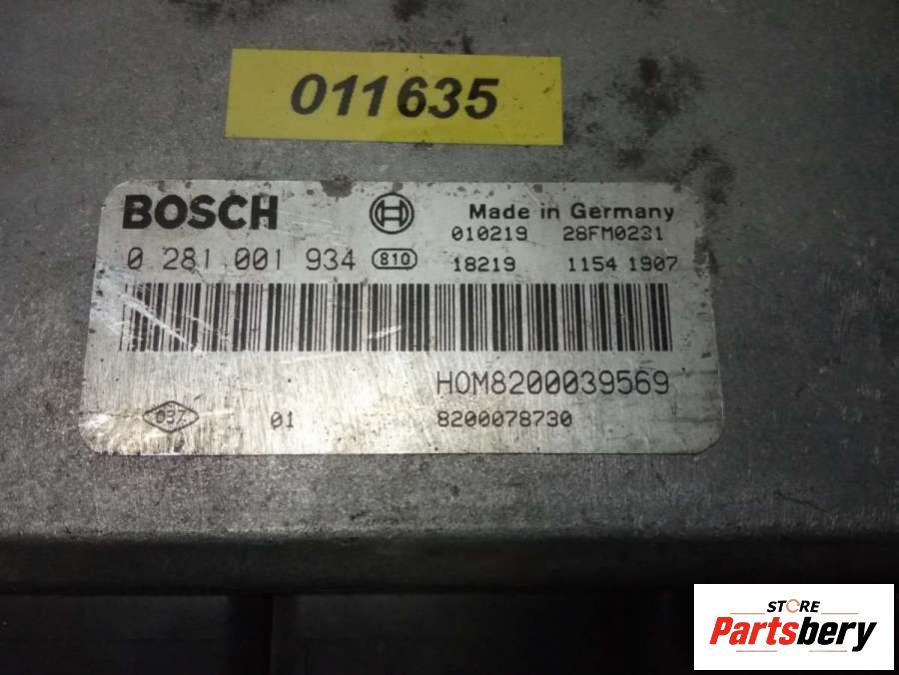 011635
BOSCH Made in Germany
010219 28FM0231
0 281 001 934 810 18219 1154 1907
HOM8200039569
037 01 8200078730
STORE
Partsbery